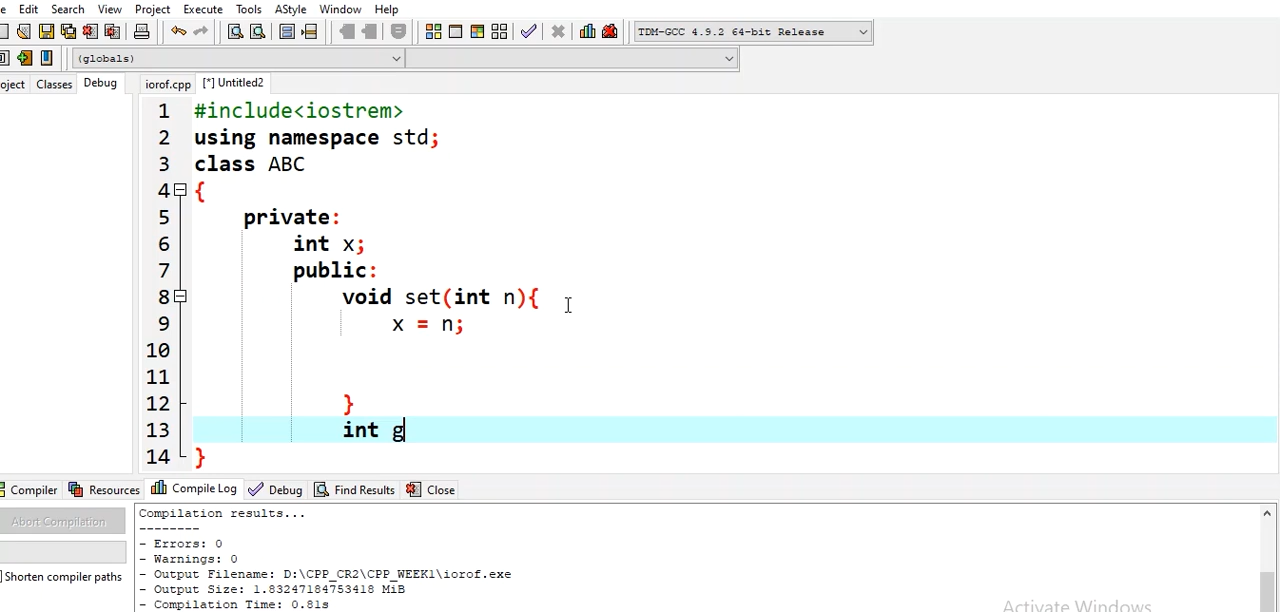 e Edit Search View Project Execute Tools AStyle Window Help
TDM-GCC 4.9.2 64-bit Release
(globals)
oject Classes Debug iorof.cpp [*] Untitled2
1 #include<iostrem>
2 using namespace std;
3 class ABC
4 {
5 private:
6 int x;
7 public:
8 void set(int n){
9 x = n;
10
11
12 }
13 int g
14 }
Compiler Resources Compile Log Debug Find Results Close
Abort Compilation
Shorten compiler paths
Compilation results...
--------
- Errors: 0
- Warnings: 0
- Output Filename: D:\CPP_CR2\CPP_WEEK1\iorof.exe
- Output Size: 1.83247184753418 MiB
- Compilation Time: 0.81s
Activate Windows